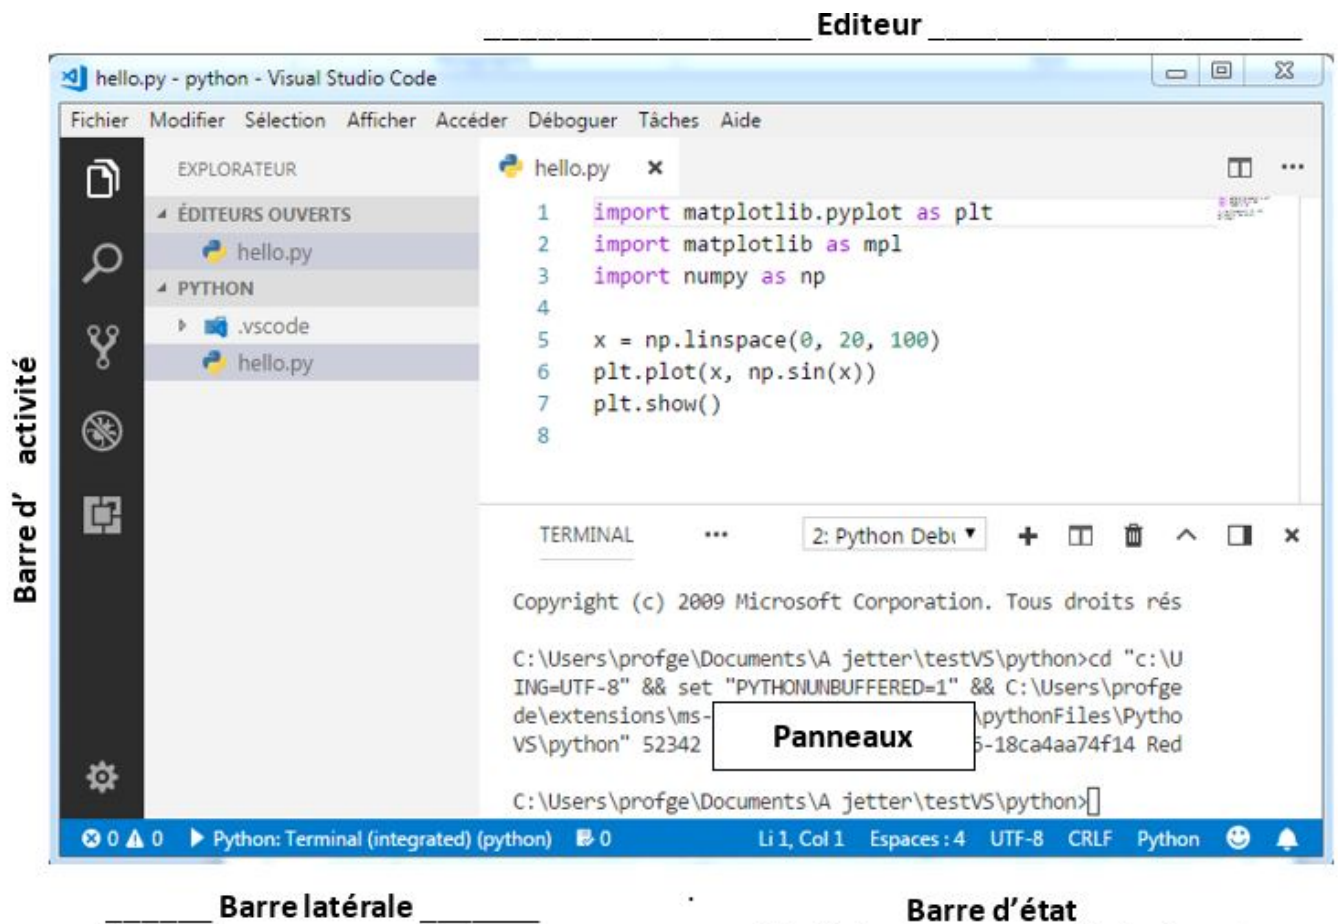 Editeur
hello.py - python - Visual Studio Code
Fichier Modifier Sélection Afficher Accéder Déboguer Tâches Aide
EXPLORATEUR
ÉDITEURS OUVERTS
hello.py
PYTHON
.vscode
hello.py
hello.py
1 import matplotlib.pyplot as plt
2 import matplotlib as mpl
3 import numpy as np
4
5 x = np.linspace(0, 20, 100)
6 plt.plot(x, np.sin(x))
7 plt.show()
8
TERMINAL ... 2: Python Debu
Copyright (c) 2009 Microsoft Corporation. Tous droits rés
C:\Users\profge\Documents\A jetter\testVS\python>cd "c:\U
ING=UTF-8" && set "PYTHONUNBUFFERED=1" && C:\Users\profge
de\extensions\ms- \pythonFiles\Pytho
VS\python" 52342 -18ca4aa74f14 Red
Panneaux
C:\Users\profge\Documents\A jetter\testVS\python>
0 0 Python: Terminal (integrated) (python) 0 Li 1, Col 1 Espaces : 4 UTF-8 CRLF Python
Barre d' activité
Barre latérale
Barre d'état